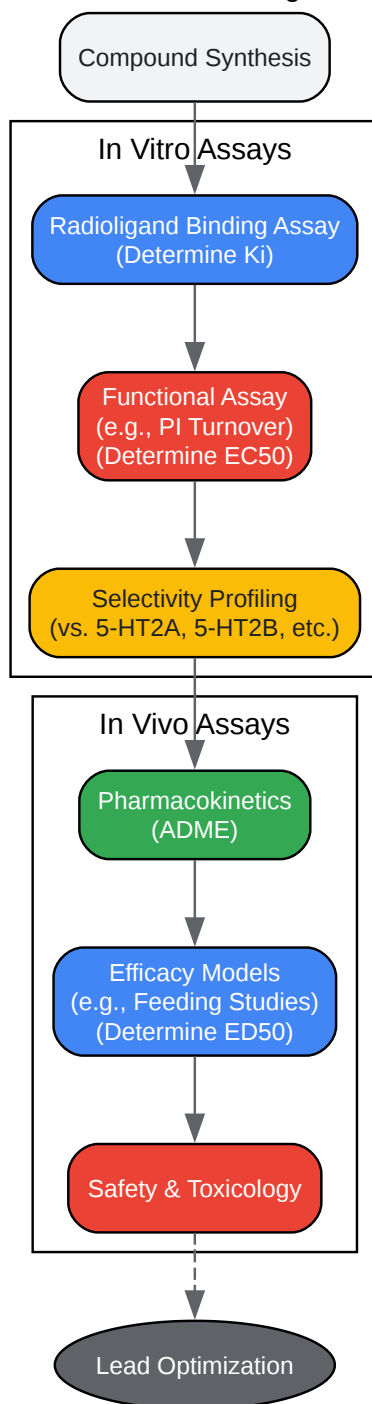 Compound Synthesis
In Vitro Assays
Radioligand Binding Assay
(Determine Ki)
Functional Assay
(e.g., PI Turnover)
(Determine EC50)
Selectivity Profiling
(vs. 5-HT2A, 5-HT2B, etc.)
In Vivo Assays
Pharmacokinetics
(ADME)
Efficacy Models
(e.g., Feeding Studies)
(Determine ED50)
Safety & Toxicology
Lead Optimization